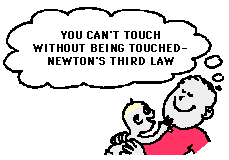 YOU CAN'T TOUCH
WITHOUT BEING TOUCHED-
NEWTON'S THIRD LAW